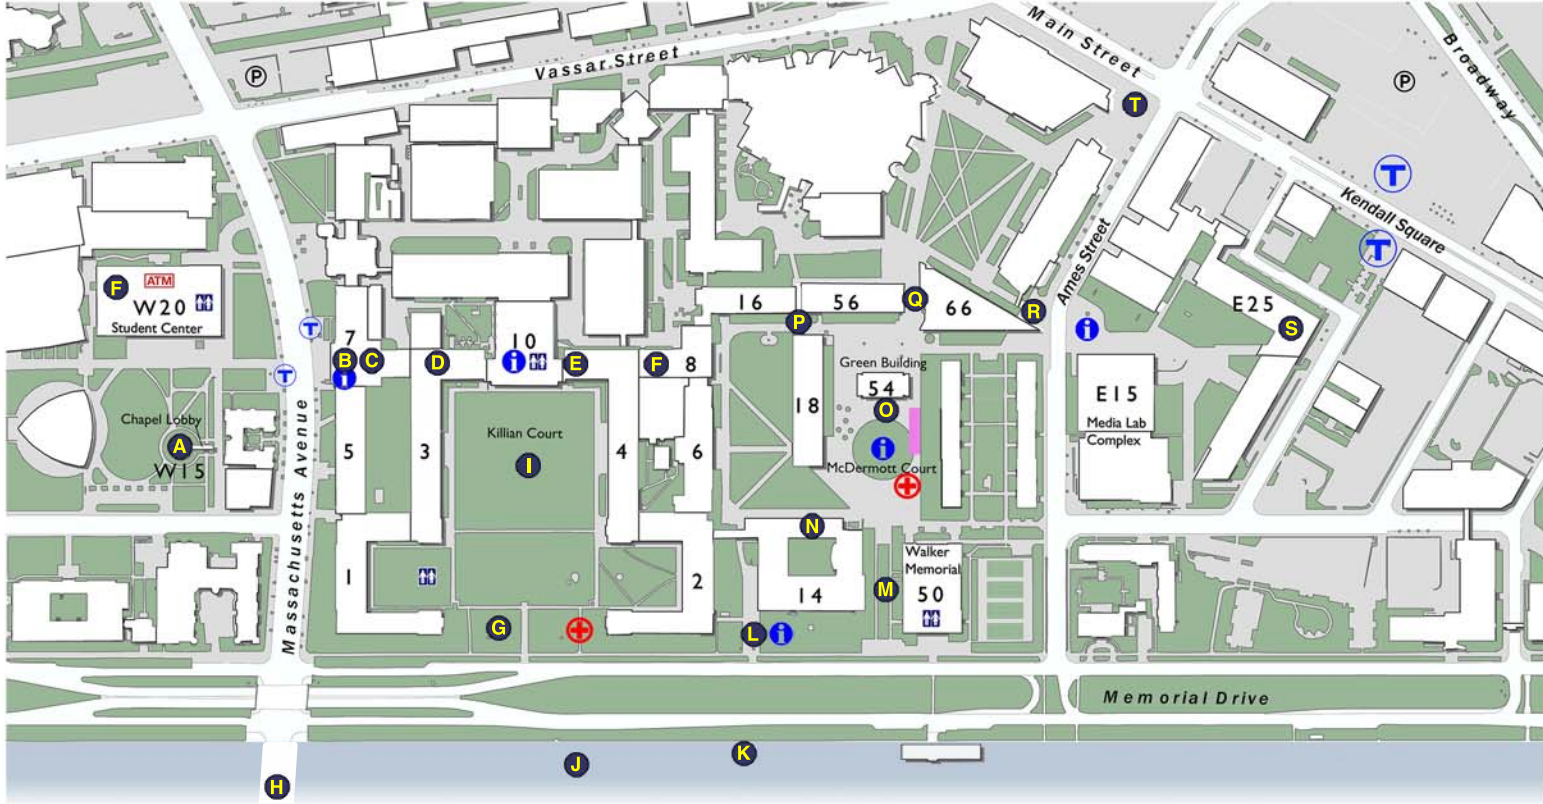 Main Street
Broadway
Vassar Street
P
P
T
T
Kendall Square
T
Ames Street
F
ATM
W20
Student Center
T
T
7
B
C
i
D
10
i
E
F
8
16
56
P
Q
66
R
i
E25
S
Green Building
54
O
i
McDermott Court
18
E15
Media Lab
Complex
Chapel Lobby
A
W15
Massachusetts Avenue
5
3
Killian Court
I
4
6
N
1
2
14
M
Walker
Memorial
50
G
L
i
Memorial Drive
H
J
K